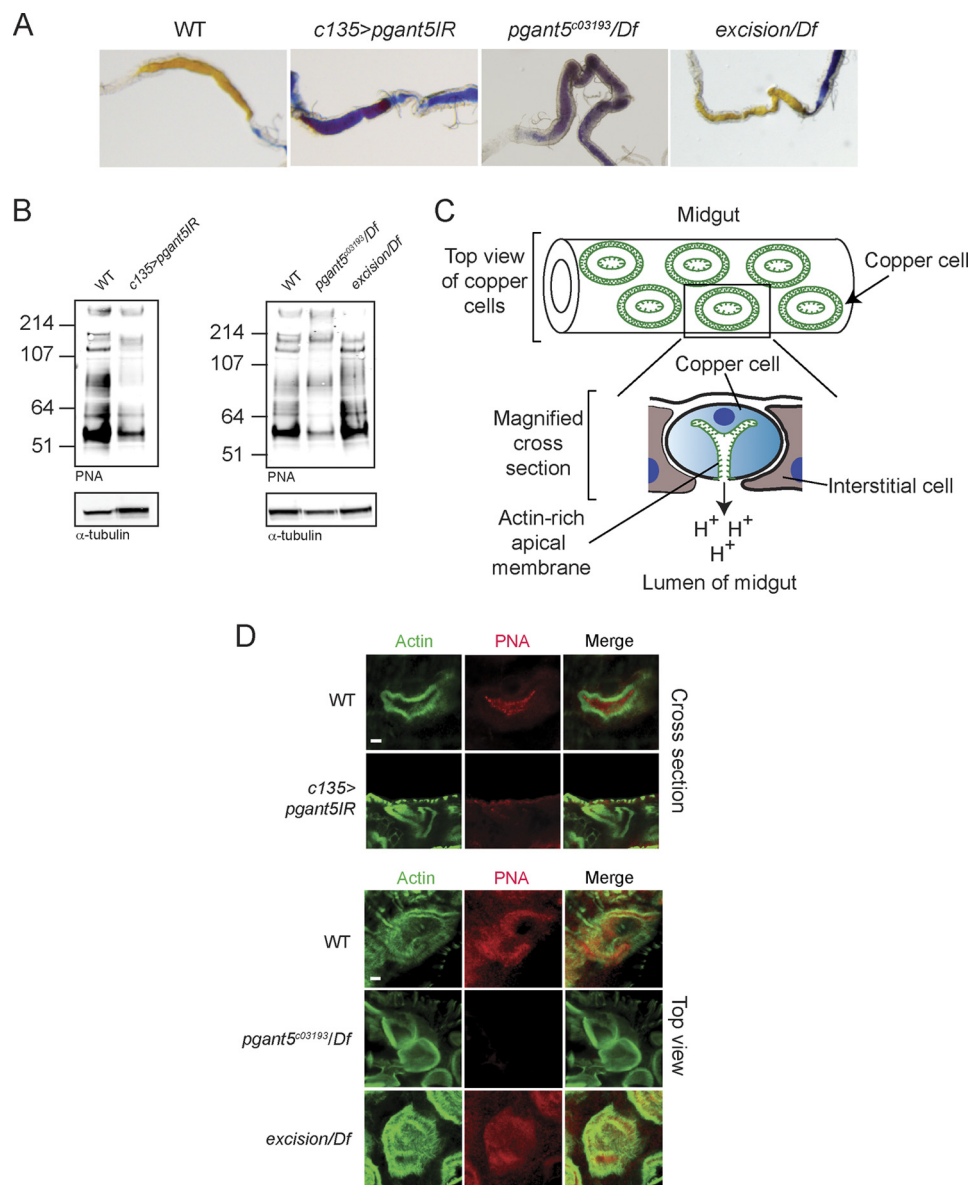 A
WT
c135>pgant5IR
pgant5c03193/Df
excision/Df
B
WT
c135>pgant5IR
214
107
64
51
PNA
α-tubulin
WT
pgant5c03193/Df
excision/Df
214
107
64
51
PNA
α-tubulin
C
Midgut
Top view
of copper
cells
Copper cell
Copper cell
Magnified
cross
section
Interstitial cell
Actin-rich
apical
membrane
H+ H+
H+
Lumen of midgut
D
Actin PNA Merge
WT
c135>
pgant5IR
Cross section
Actin PNA Merge
WT
pgant5c03193/Df
excision/Df
Top view